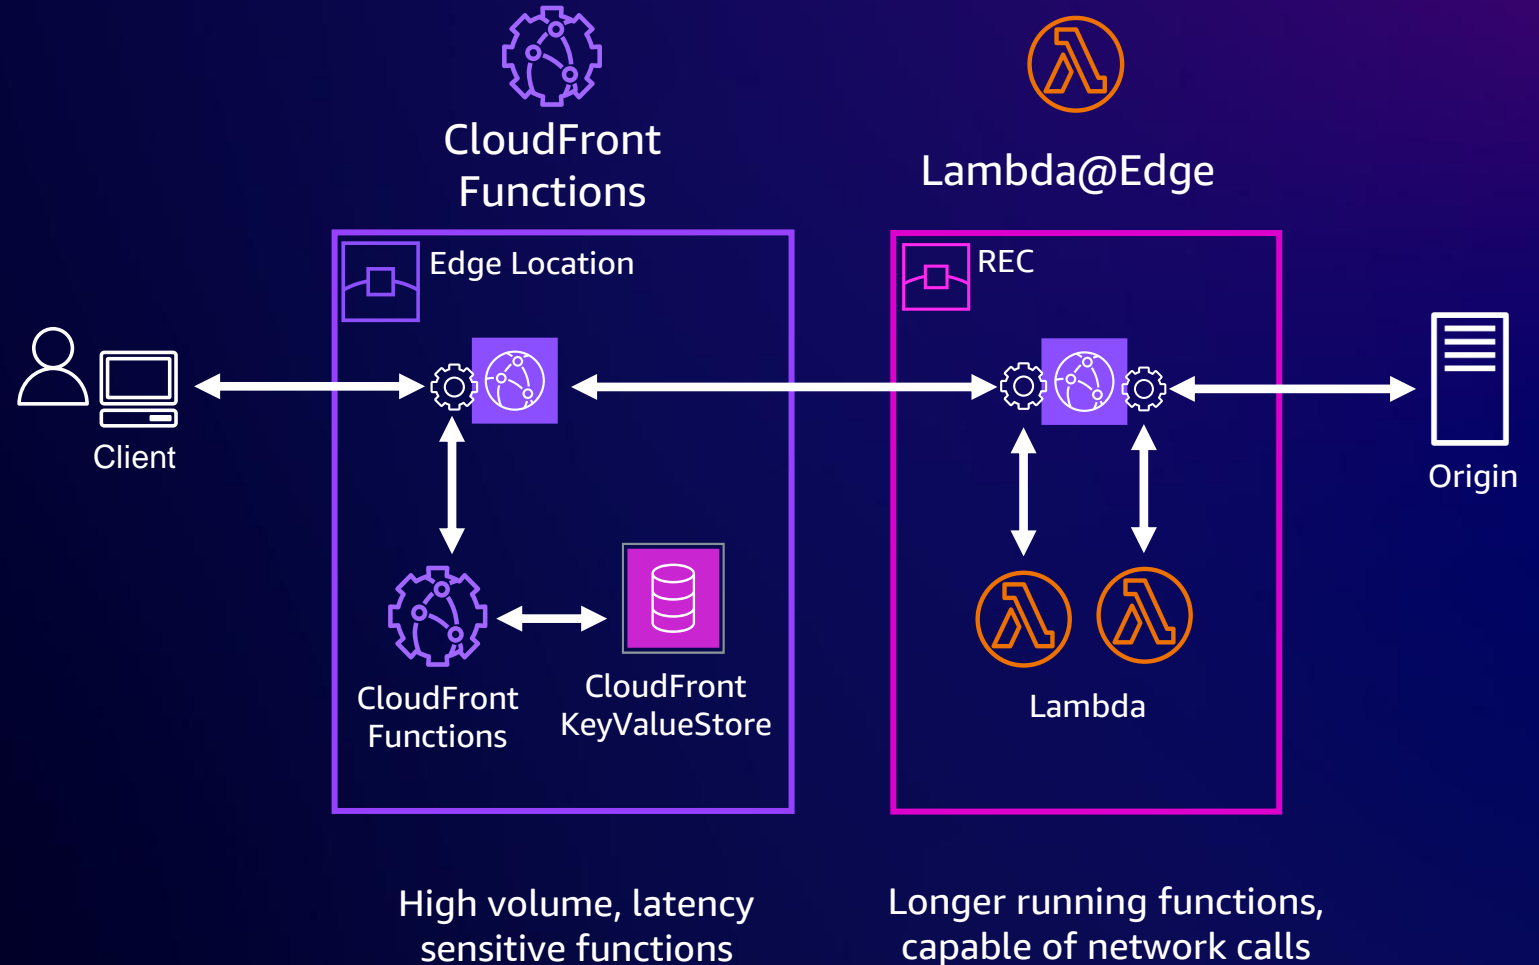 CloudFront
Functions
Lambda@Edge
Edge Location
REC
Client
Origin
CloudFront
Functions
CloudFront
KeyValueStore
Lambda
High volume, latency
sensitive functions
Longer running functions,
capable of network calls